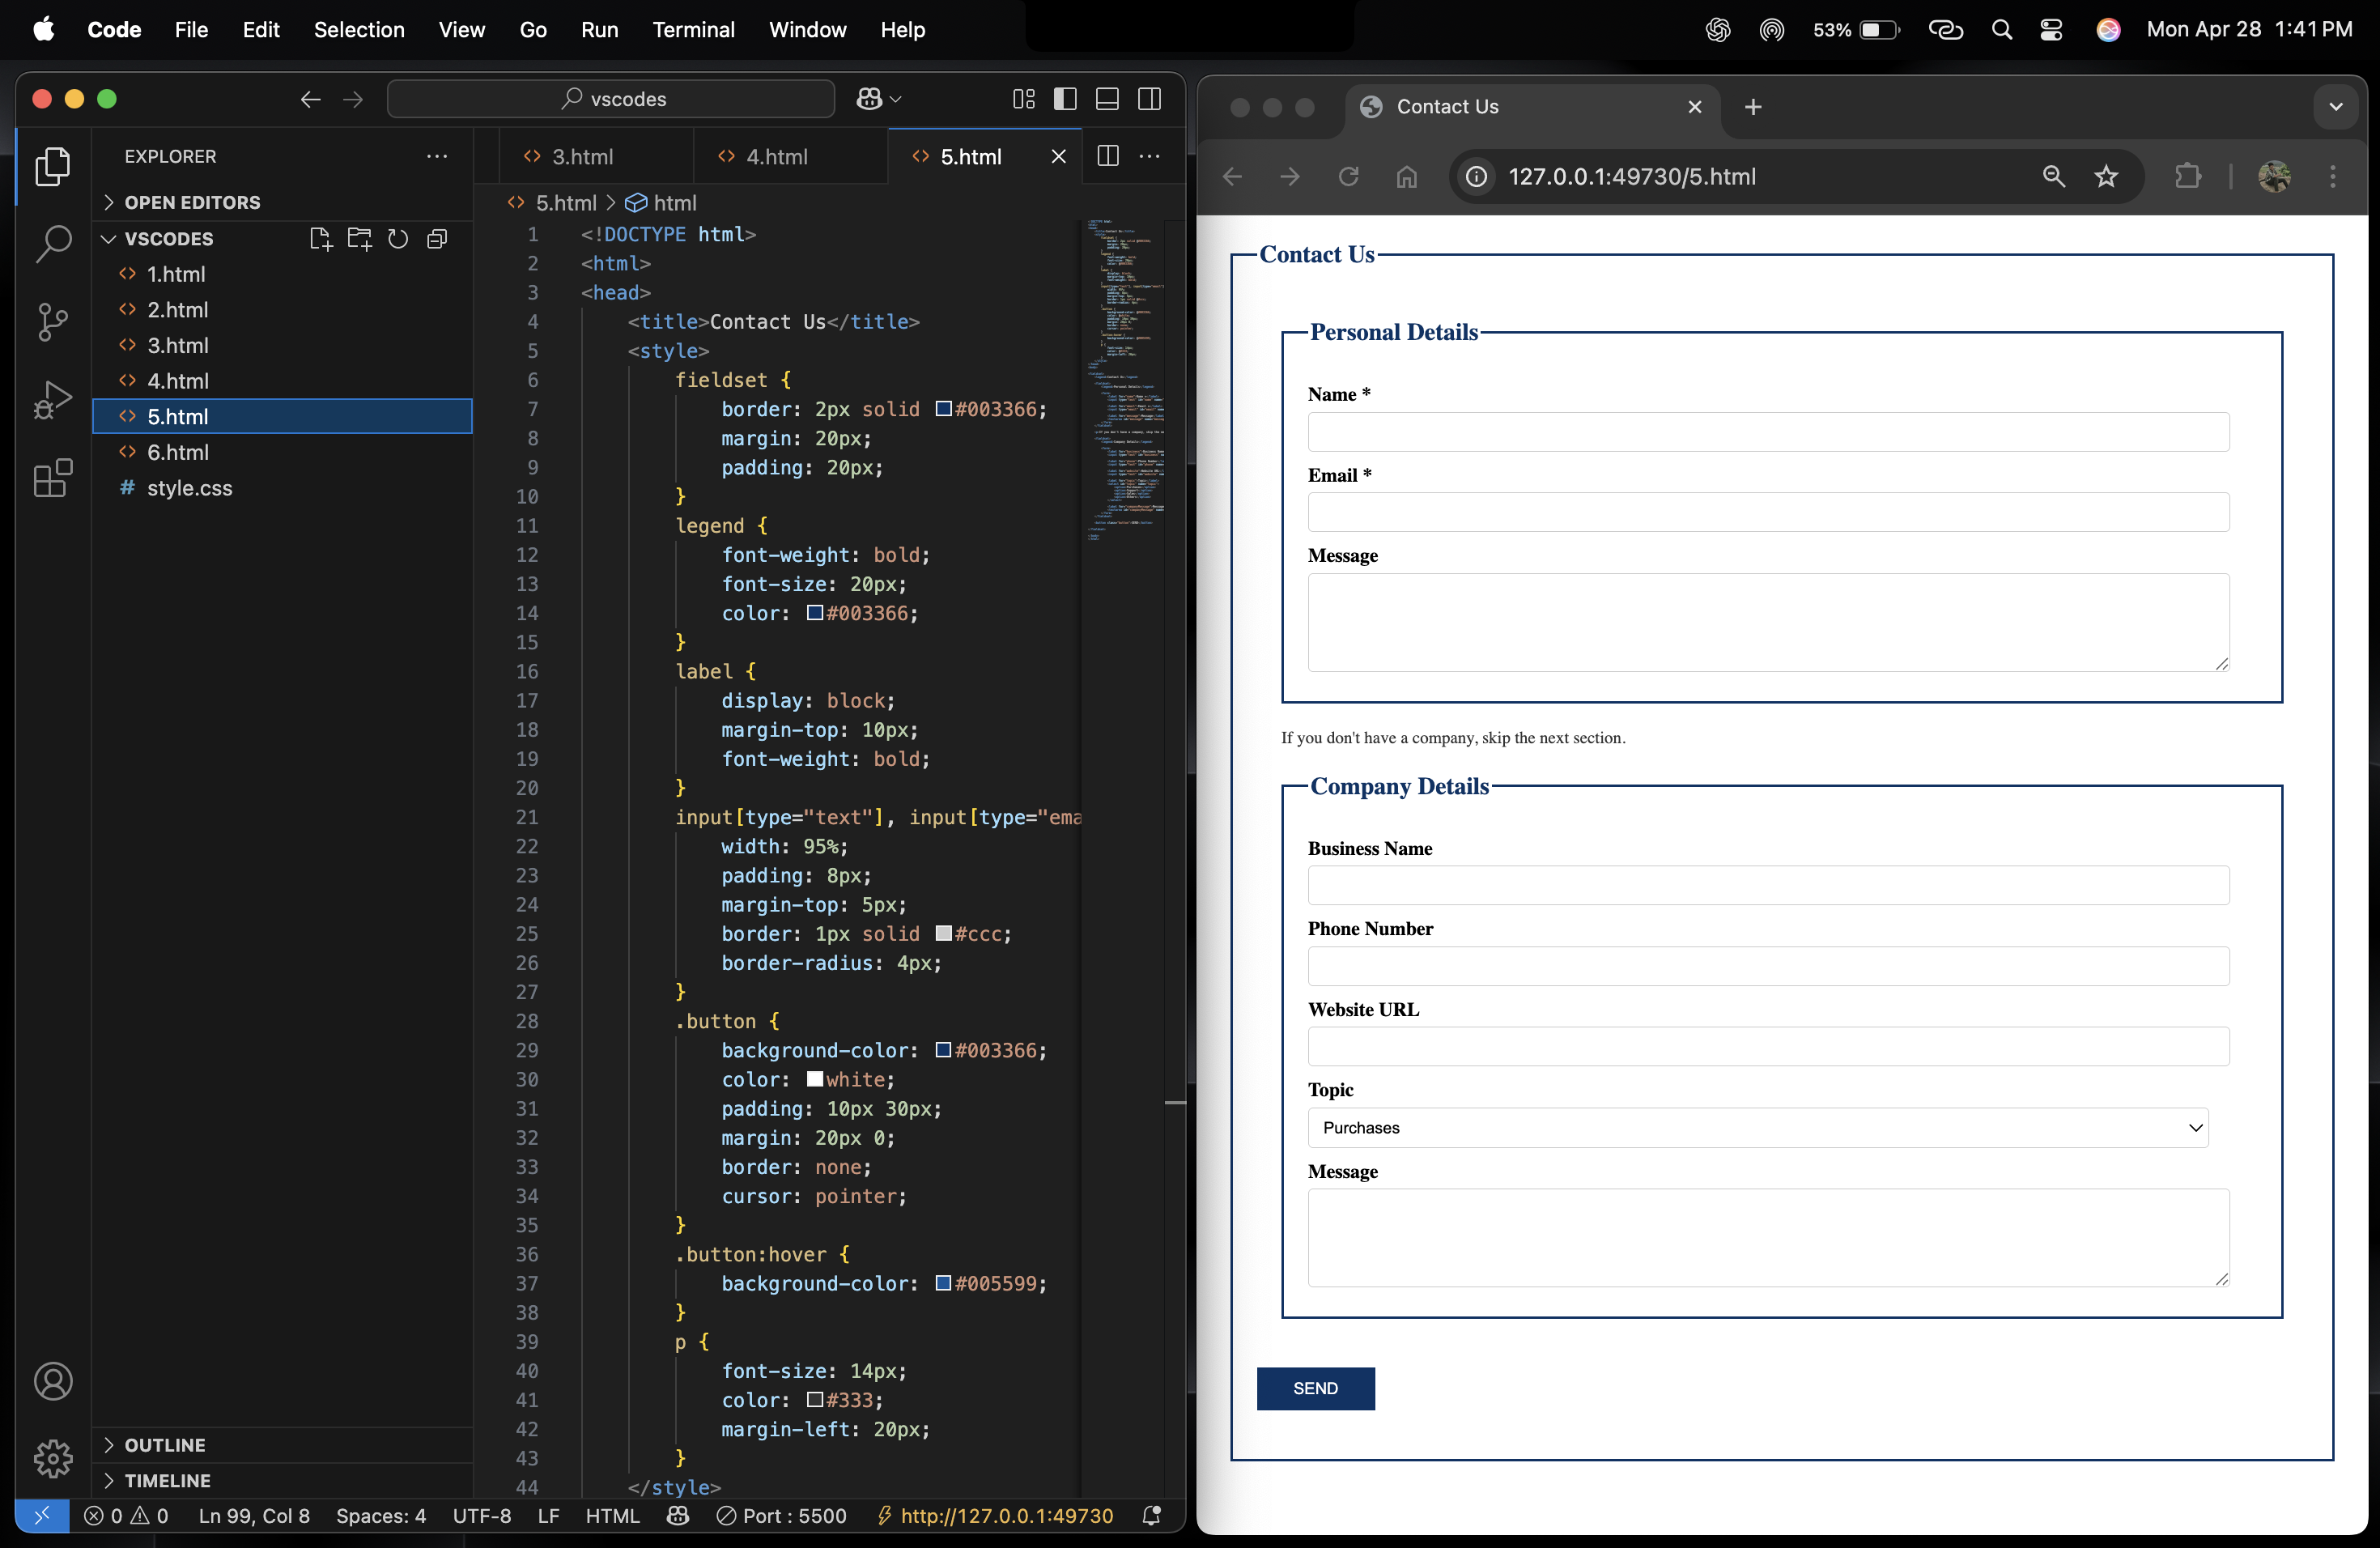 Code File Edit Selection View Go Run Terminal Window Help 53% Mon Apr 28 1:41 PM
vscodes
EXPLORER
OPEN EDITORS
VSCODES
1.html
2.html
3.html
4.html
5.html
6.html
# style.css
OUTLINE
TIMELINE
3.html 4.html 5.html
5.html > html
1 <!DOCTYPE html>
2 <html>
3 <head>
4 <title>Contact Us</title>
5 <style>
6 fieldset {
7 border: 2px solid #003366;
8 margin: 20px;
9 padding: 20px;
10 }
11 legend {
12 font-weight: bold;
13 font-size: 20px;
14 color: #003366;
15 }
16 label {
17 display: block;
18 margin-top: 10px;
19 font-weight: bold;
20 }
21 input[type="text"], input[type="ema
22 width: 95%;
23 padding: 8px;
24 margin-top: 5px;
25 border: 1px solid #ccc;
26 border-radius: 4px;
27 }
28 .button {
29 background-color: #003366;
30 color: white;
31 padding: 10px 30px;
32 margin: 20px 0;
33 border: none;
34 cursor: pointer;
35 }
36 .button:hover {
37 background-color: #005599;
38 }
39 p {
40 font-size: 14px;
41 color: #333;
42 margin-left: 20px;
43 }
44 </style>
0 0 Ln 99, Col 8 Spaces: 4 UTF-8 LF HTML Port : 5500 http://127.0.0.1:49730
Contact Us
127.0.0.1:49730/5.html
Contact Us
Personal Details
Name *
Email *
Message
If you don't have a company, skip the next section.
Company Details
Business Name
Phone Number
Website URL
Topic
Purchases
Message
SEND